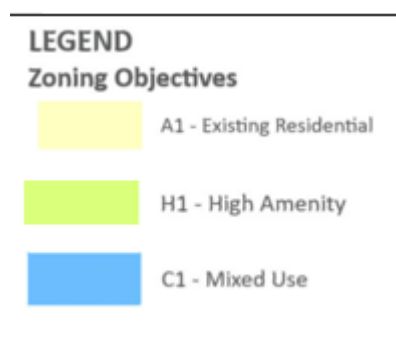 LEGEND
Zoning Objectives
A1 - Existing Residential
H1 - High Amenity
C1 - Mixed Use